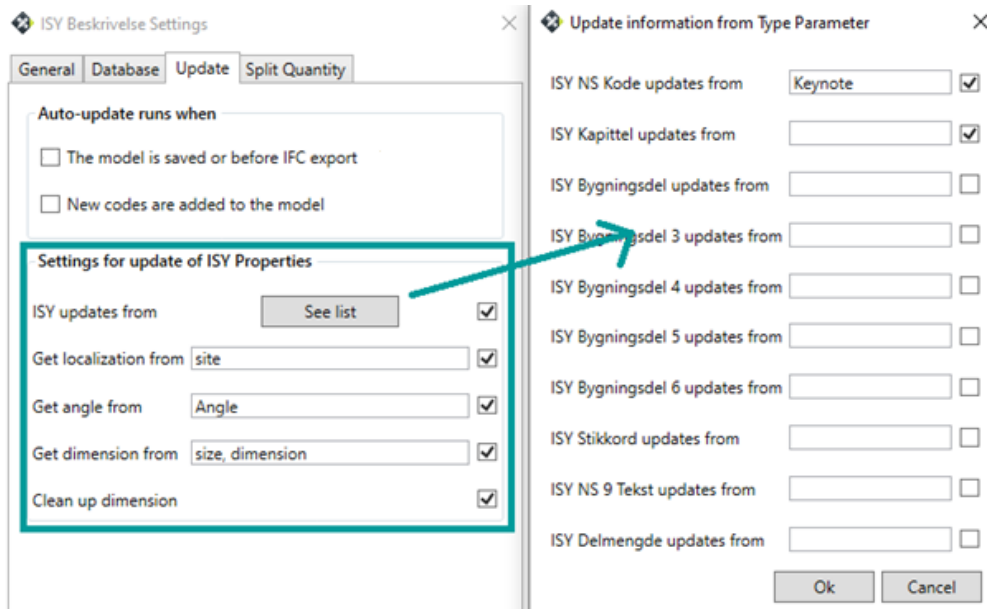 ISY Beskrivelse Settings
General Database Update Split Quantity
Auto-update runs when
The model is saved or before IFC export
New codes are added to the model
Settings for update of ISY Properties
ISY updates from See list
Get localization from site
Get angle from Angle
Get dimension from size, dimension
Clean up dimension
Update information from Type Parameter
ISY NS Kode updates from Keynote
ISY Kapittel updates from
ISY Bygningsdel updates from
ISY Bygningsdel 3 updates from
ISY Bygningsdel 4 updates from
ISY Bygningsdel 5 updates from
ISY Bygningsdel 6 updates from
ISY Stikkord updates from
ISY NS 9 Tekst updates from
ISY Delmengde updates from
Ok Cancel